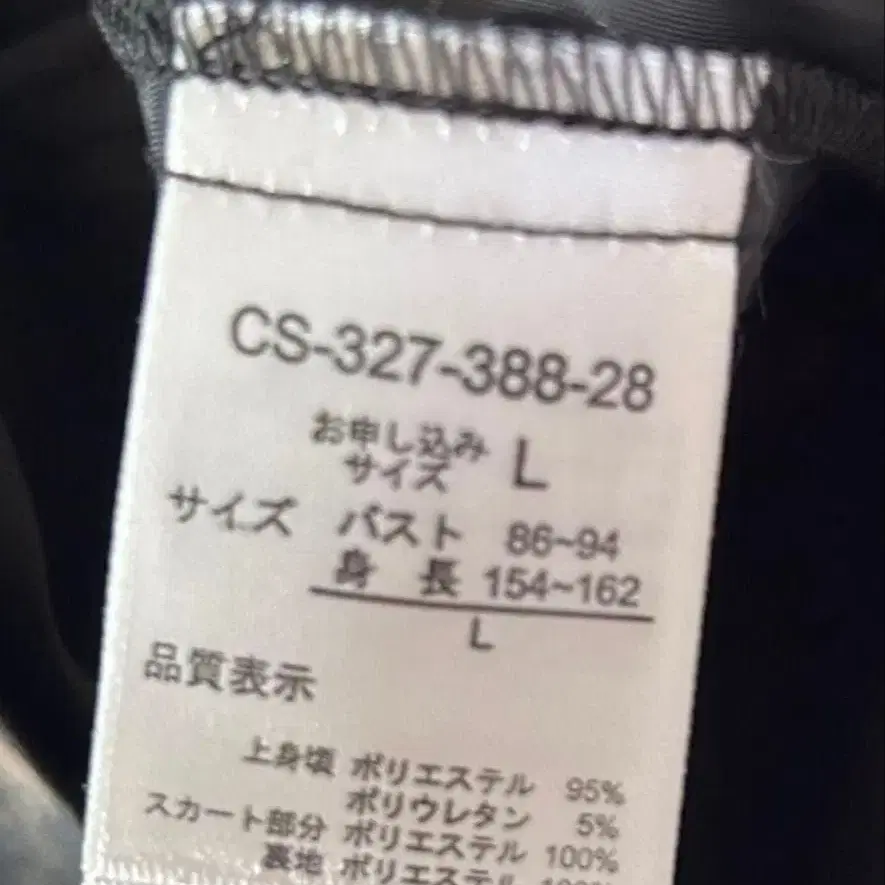 CS-327-388-28
お申し込み
サイズ L
サイズ バスト 86~94
身 長 154~162
L
品質表示
上身頃 ポリエステル 95%
ポリウレタン 5%
スカート部分 ポリエステル 100%
裏地 ポリエステル 100%